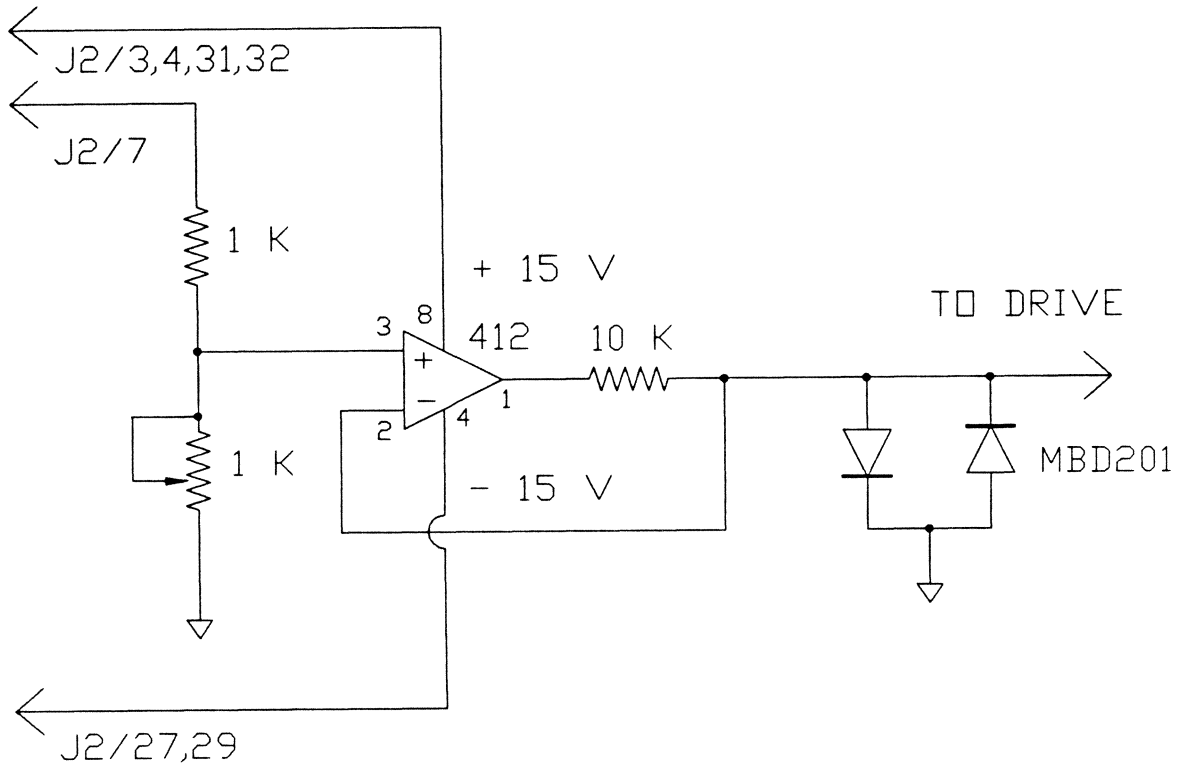 J2/3,4,31,32
J2/7
1 K
+ 15 V
TO DRIVE
3
8
412
10 K
+
-
1
2
4
1 K
- 15 V
MBD201
J2/27,29